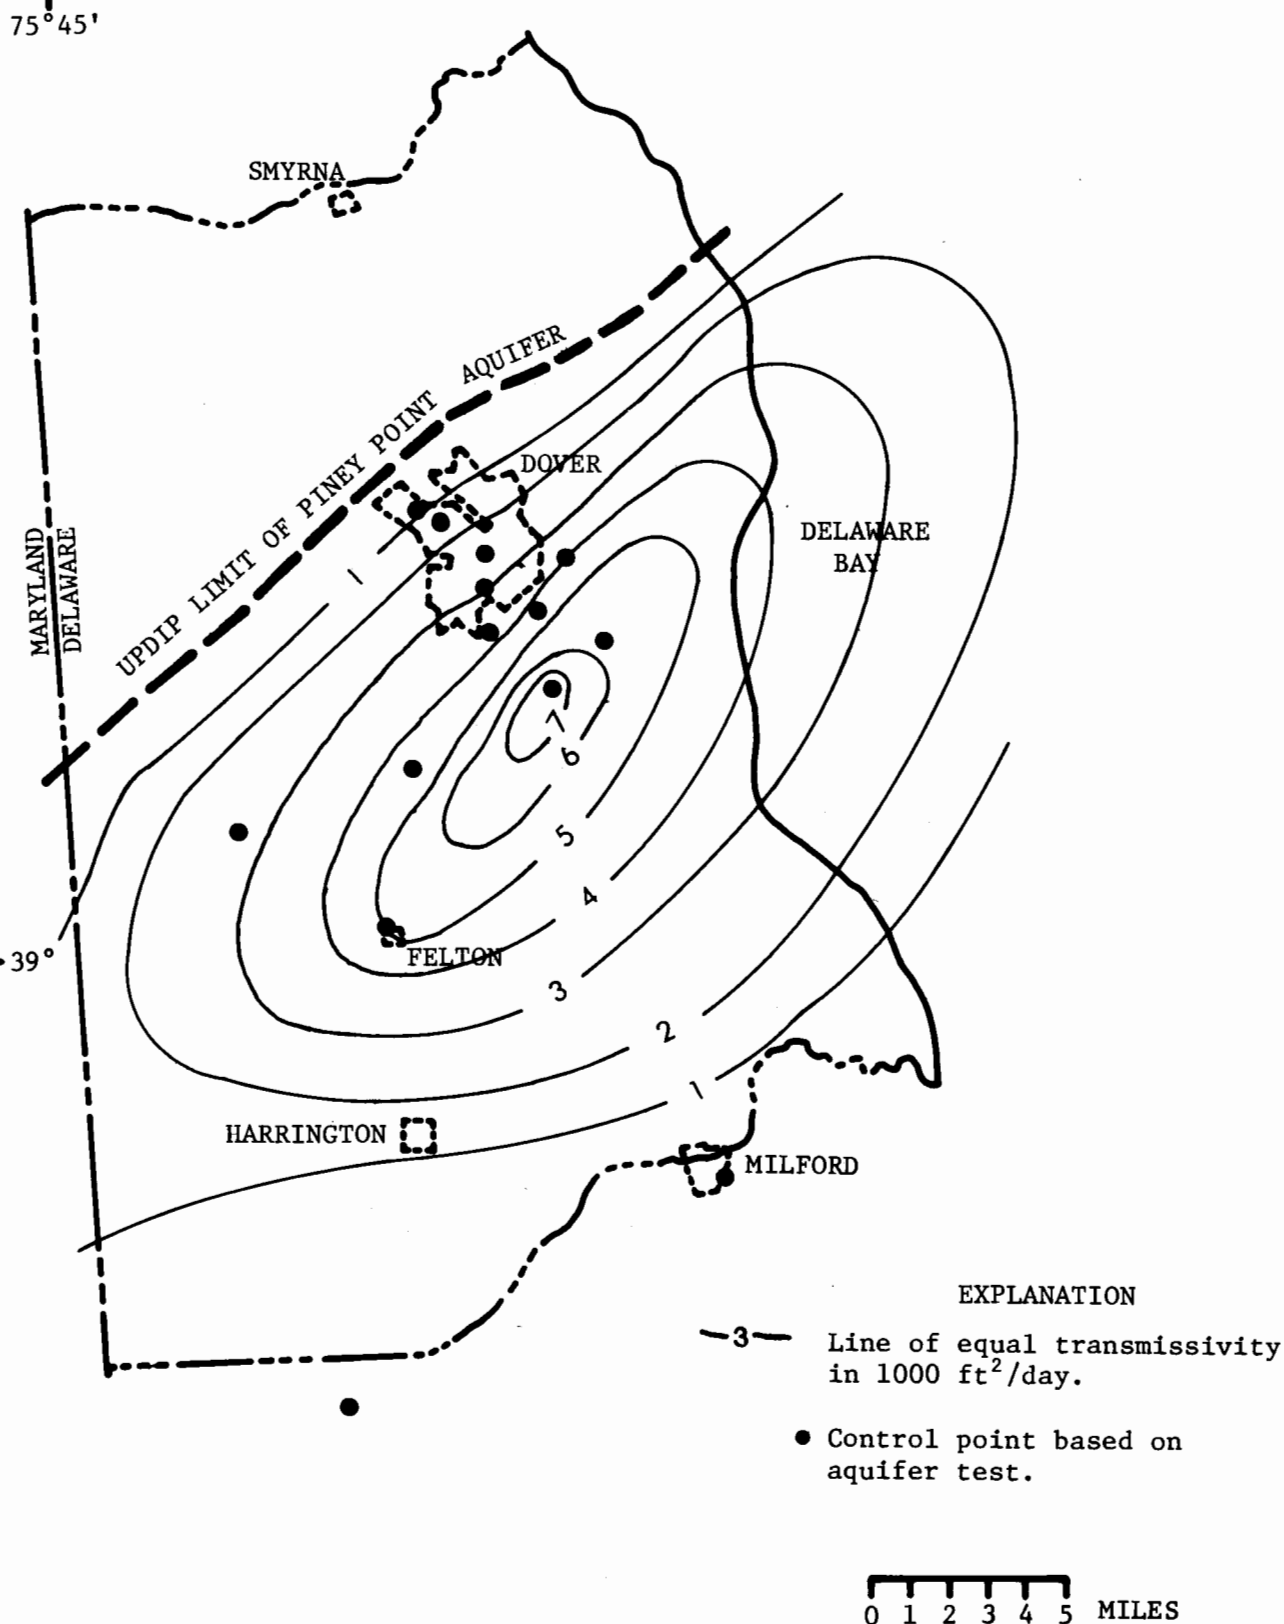 75°45'
SMYRNA
UPDIP LIMIT OF PINEY POINT AQUIFER
DOVER
MARYLAND
DELAWARE
DELAWARE
BAY
1
7
6
5
4
39°
FELTON
3
2
1
HARRINGTON
MILFORD
EXPLANATION
3 Line of equal transmissivity
in 1000 ft²/day.
Control point based on
aquifer test.
0 1 2 3 4 5 MILES